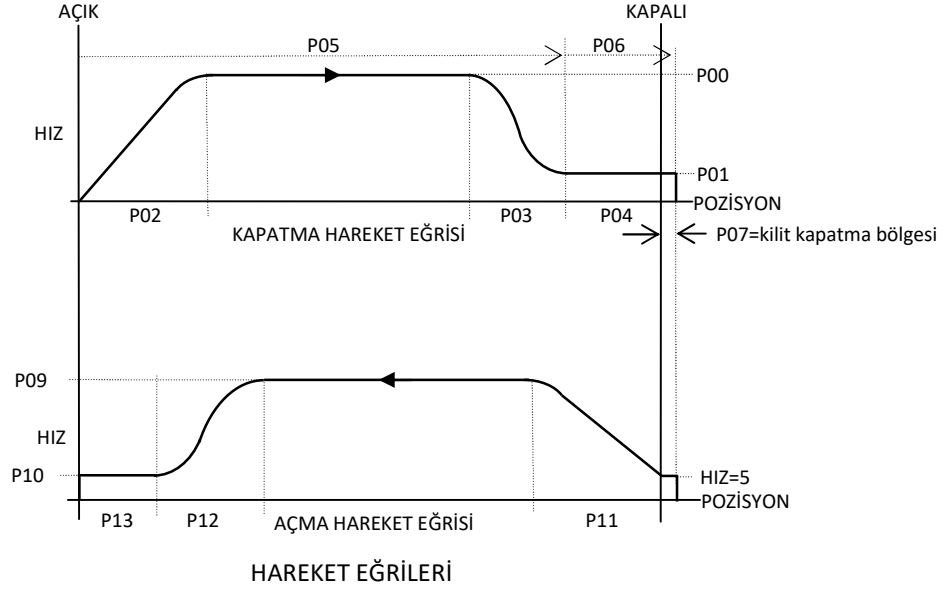 AÇIK
KAPALI
P05
P06
P00
HIZ
P01
POZİSYON
P02
P03
P04
KAPATMA HAREKET EĞRİSİ
P07=kilit kapatma bölgesi
P09
HIZ
P10
HIZ=5
POZİSYON
P13
P12
AÇMA HAREKET EĞRİSİ
P11
HAREKET EĞRİLERİ